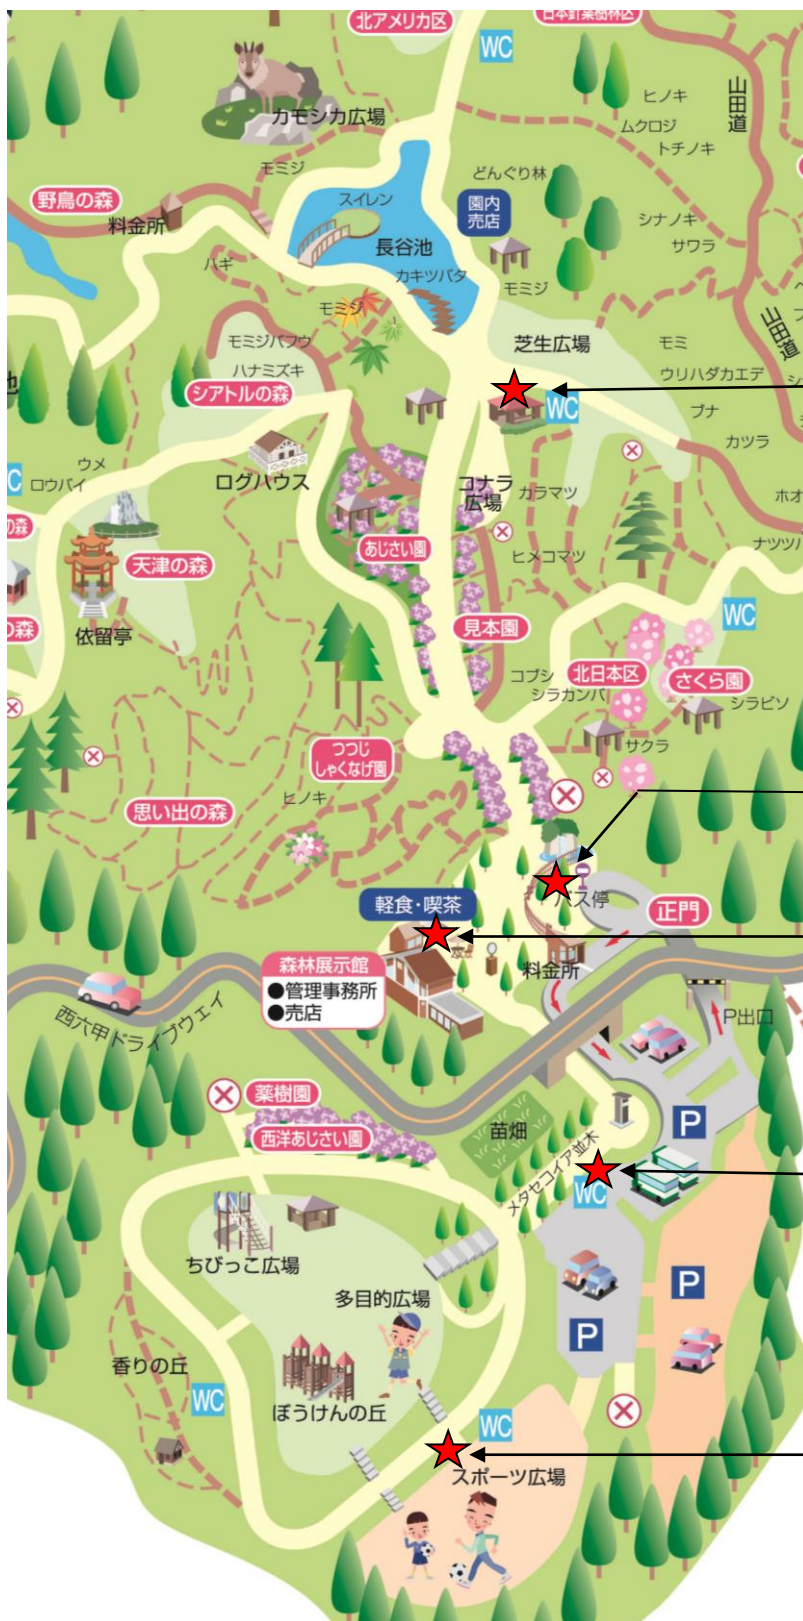 北アメリカ区
日本針葉樹林区
WC
カモシカ広場
ヒノキ
ムクロジ
トチノキ
山田道
モミジ
どんぐり林
野鳥の森
料金所
スイレン
園内
売店
シナノキ
サワラ
長谷池
ハギ
カキツバタ
モミジ
モミジ
山田道
モミジバフウ
芝生広場
モミ
ハナミズキ
シアトルの森
ウリハダカエデ
WC
ブナ
カツラ
ウメ
ロウバイ
WC
ログハウス
コナラ
広場
カラマツ
あじさい園
ヒメコマツ
天津の森
依留亭
の森
見本園
WC
コブシ
シラカンバ
北日本区
さくら園
シラビソ
サクラ
つつじ
しゃくなげ園
ヒノキ
思い出の森
軽食・喫茶
バス停
正門
森林展示館
●管理事務所
●売店
料金所
西六甲ドライブウェイ
P出口
薬樹園
西洋あじさい園
苗畑
メタセコイア並木
P
WC
ちびっこ広場
多目的広場
P
P
香りの丘
WC
ぼうけんの丘
WC
スポーツ広場